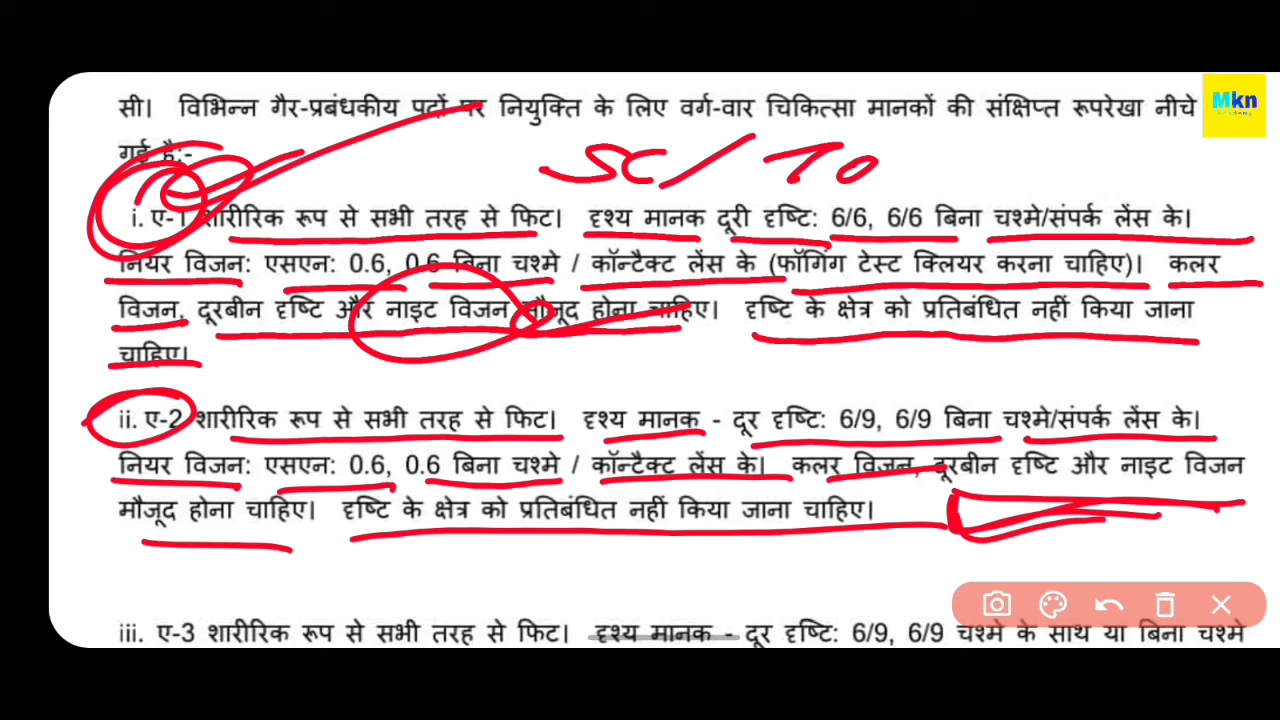 सी। विभिन्न गैर-प्रबंधकीय पदों पर नियुक्ति के लिए वर्ग-वार चिकित्सा मानकों की संक्षिप्त रूपरेखा नीचे
Mkn
Academy
गई है:-
SC/TO
i. ए-1 शारीरिक रूप से सभी तरह से फिट। दृश्य मानक दूरी दृष्टि: 6/6, 6/6 बिना चश्मे/संपर्क लेंस के।
नियर विजन: एसएन: 0.6, 0.6 बिना चश्मे / कॉन्टैक्ट लेंस के (फॉगिंग टेस्ट क्लियर करना चाहिए)। कलर
विजन, दूरबीन दृष्टि और नाइट विजन मौजूद होना चाहिए। दृष्टि के क्षेत्र को प्रतिबंधित नहीं किया जाना
चाहिए।
ii. ए-2 शारीरिक रूप से सभी तरह से फिट। दृश्य मानक - दूर दृष्टि: 6/9, 6/9 बिना चश्मे/संपर्क लेंस के।
नियर विजन: एसएन: 0.6, 0.6 बिना चश्मे / कॉन्टैक्ट लेंस के। कलर विजन, दूरबीन दृष्टि और नाइट विजन
मौजूद होना चाहिए। दृष्टि के क्षेत्र को प्रतिबंधित नहीं किया जाना चाहिए।
iii. ए-3 शारीरिक रूप से सभी तरह से फिट। दृश्य मानक - दूर दृष्टि: 6/9, 6/9 चश्मे के साथ या बिना चश्मे